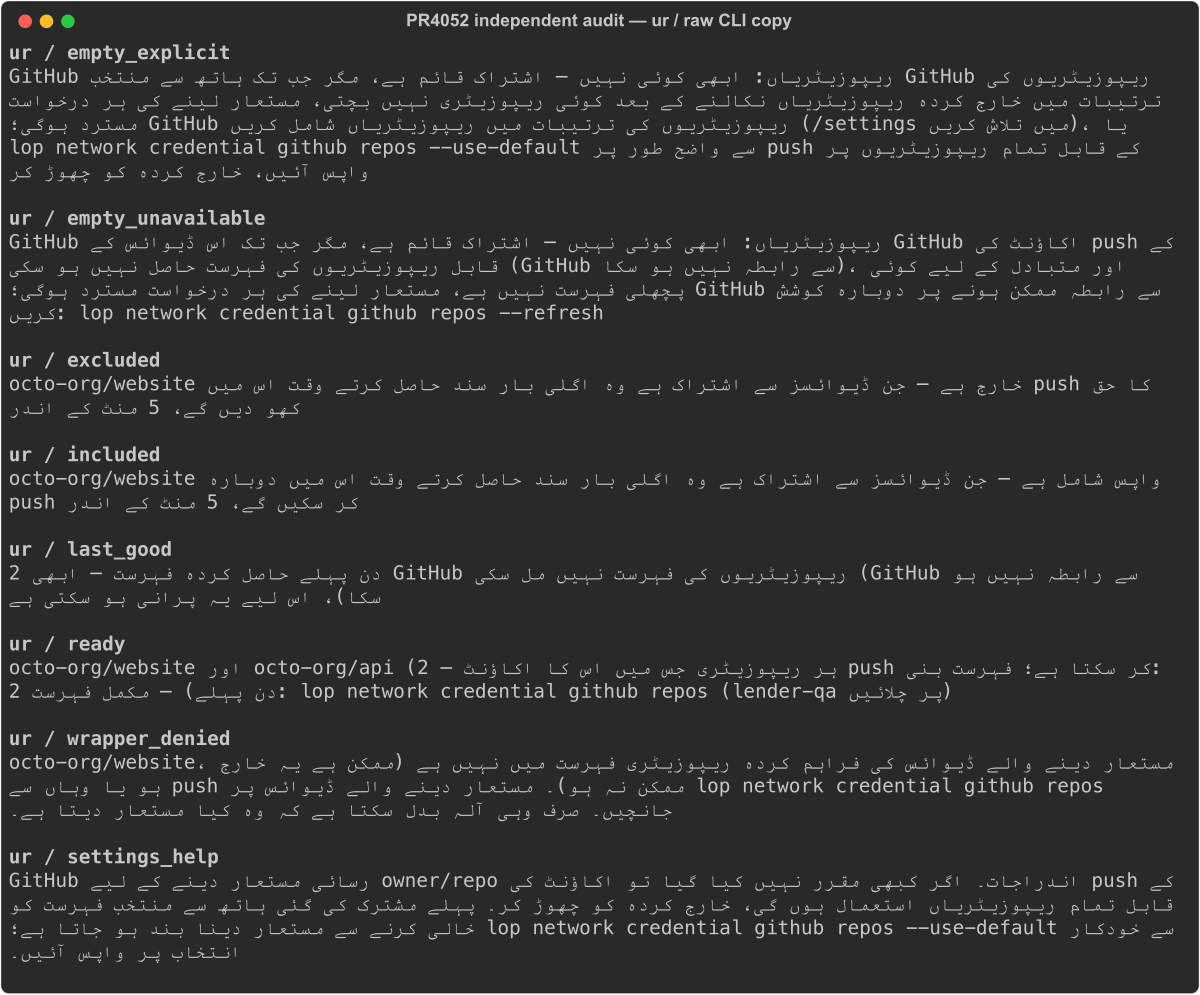 PR4052 independent audit — ur / raw CLI copy
ur / empty_explicit
GitHub ریپوزیٹریاں: ابھی کوئی نہیں — اشتراک قائم ہے، مگر جب تک ہاتھ سے منتخب GitHub ریپوزیٹریوں کی
ترتیبات میں خارج کردہ ریپوزیٹریاں نکالنے کے بعد کوئی ریپوزیٹری نہیں بچتی، مستعار لینے کی ہر درخواست
مسترد ہوگی؛ GitHub ریپوزیٹریوں کی ترتیبات میں ریپوزیٹریاں شامل کریں (/settings میں تلاش کریں)، یا
lop network credential github repos --use-default سے واضح طور پر push کے قابل تمام ریپوزیٹریوں پر
واپس آئیں، خارج کردہ کو چھوڑ کر
ur / empty_unavailable
GitHub ریپوزیٹریاں: ابھی کوئی نہیں — اشتراک قائم ہے، مگر جب تک اس ڈیوائس کے GitHub اکاؤنٹ کی push کے
قابل ریپوزیٹریوں کی فہرست حاصل نہیں ہو سکی (GitHub سے رابطہ نہیں ہو سکا)، اور متبادل کے لیے کوئی
پچھلی فہرست نہیں ہے، مستعار لینے کی ہر درخواست مسترد ہوگی؛ GitHub سے رابطہ ممکن ہونے پر دوبارہ کوشش
کریں: lop network credential github repos --refresh
ur / excluded
octo-org/website خارج ہے — جن ڈیوائسز سے اشتراک ہے وہ اگلی بار سند حاصل کرتے وقت اس میں push کا حق
کھو دیں گے، 5 منٹ کے اندر
ur / included
octo-org/website واپس شامل ہے — جن ڈیوائسز سے اشتراک ہے وہ اگلی بار سند حاصل کرتے وقت اس میں دوبارہ
push کر سکیں گے، 5 منٹ کے اندر
ur / last_good
2 دن پہلے حاصل کردہ فہرست — ابھی GitHub ریپوزیٹریوں کی فہرست نہیں مل سکی (GitHub سے رابطہ نہیں ہو
سکا)، اس لیے یہ پرانی ہو سکتی ہے
ur / ready
octo-org/website اور octo-org/api (2 — ہر ریپوزیٹری جس میں اس کا اکاؤنٹ push کر سکتا ہے؛ فہرست بنی:
2 دن پہلے) — مکمل فہرست: lop network credential github repos (lender-qa پر چلائیں)
ur / wrapper_denied
octo-org/website، مستعار دینے والے ڈیوائس کی فراہم کردہ ریپوزیٹری فہرست میں نہیں ہے (ممکن ہے یہ خارج
ہو یا وہاں سے push ممکن نہ ہو)۔ مستعار دینے والے ڈیوائس پر lop network credential github repos
جانچیں۔ صرف وہی آلہ بدل سکتا ہے کہ وہ کیا مستعار دیتا ہے۔
ur / settings_help
GitHub رسائی مستعار دینے کے لیے owner/repo اندراجات۔ اگر کبھی مقرر نہیں کیا گیا تو اکاؤنٹ کی push کے
قابل تمام ریپوزیٹریاں استعمال ہوں گی، خارج کردہ کو چھوڑ کر۔ پہلے مشترک کی گئی ہاتھ سے منتخب فہرست کو
خالی کرنے سے مستعار دینا بند ہو جاتا ہے؛ lop network credential github repos --use-default سے خودکار
انتخاب پر واپس آئیں۔